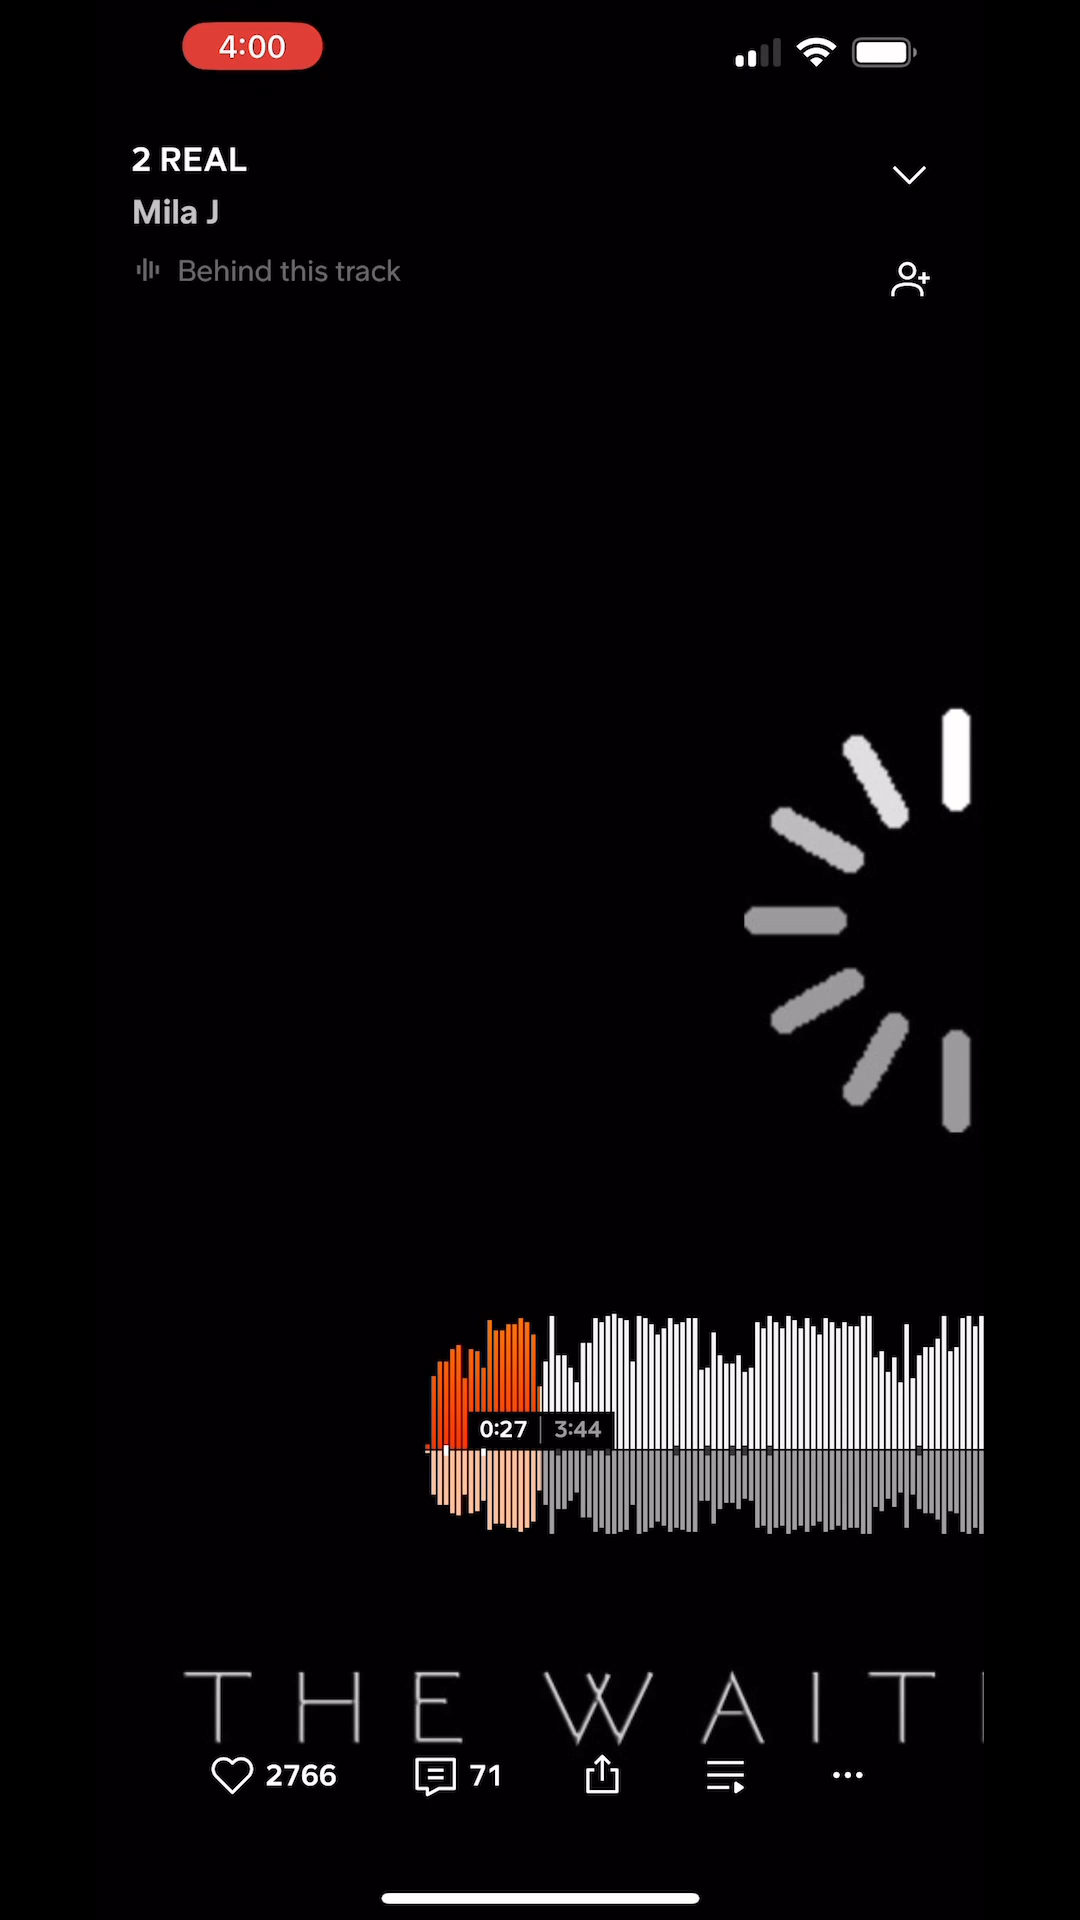 4:00
2 REAL
Mila J
Behind this track
0:27 | 3:44
THE WAIT
2766 71